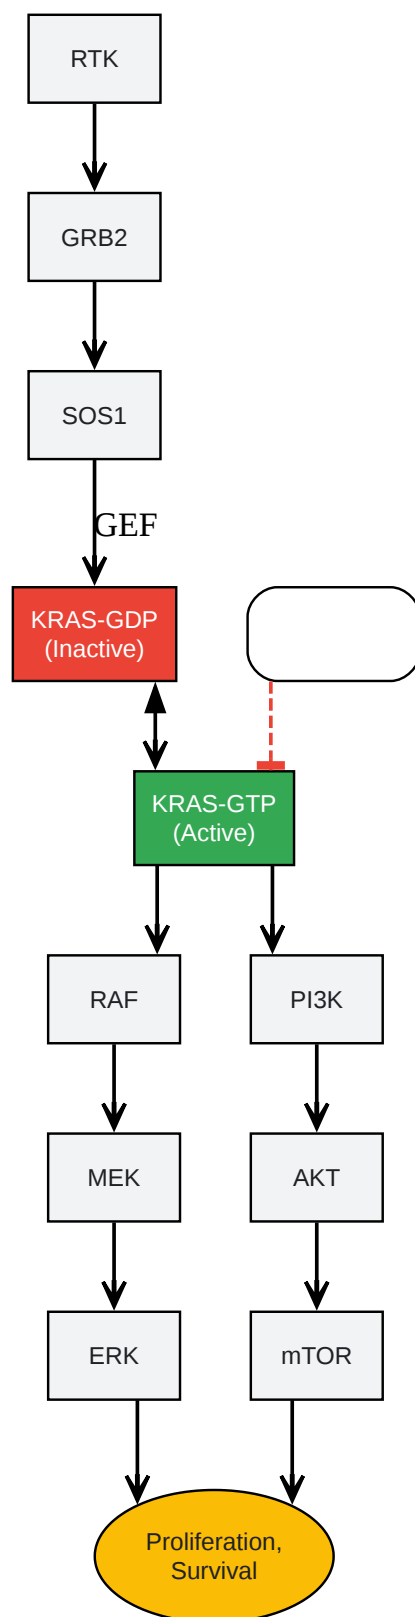 RTK
GRB2
SOS1
GEF
KRAS-GDP
(Inactive)
KRAS-GTP
(Active)
RAF
PI3K
MEK
AKT
ERK
mTOR
Proliferation,
Survival